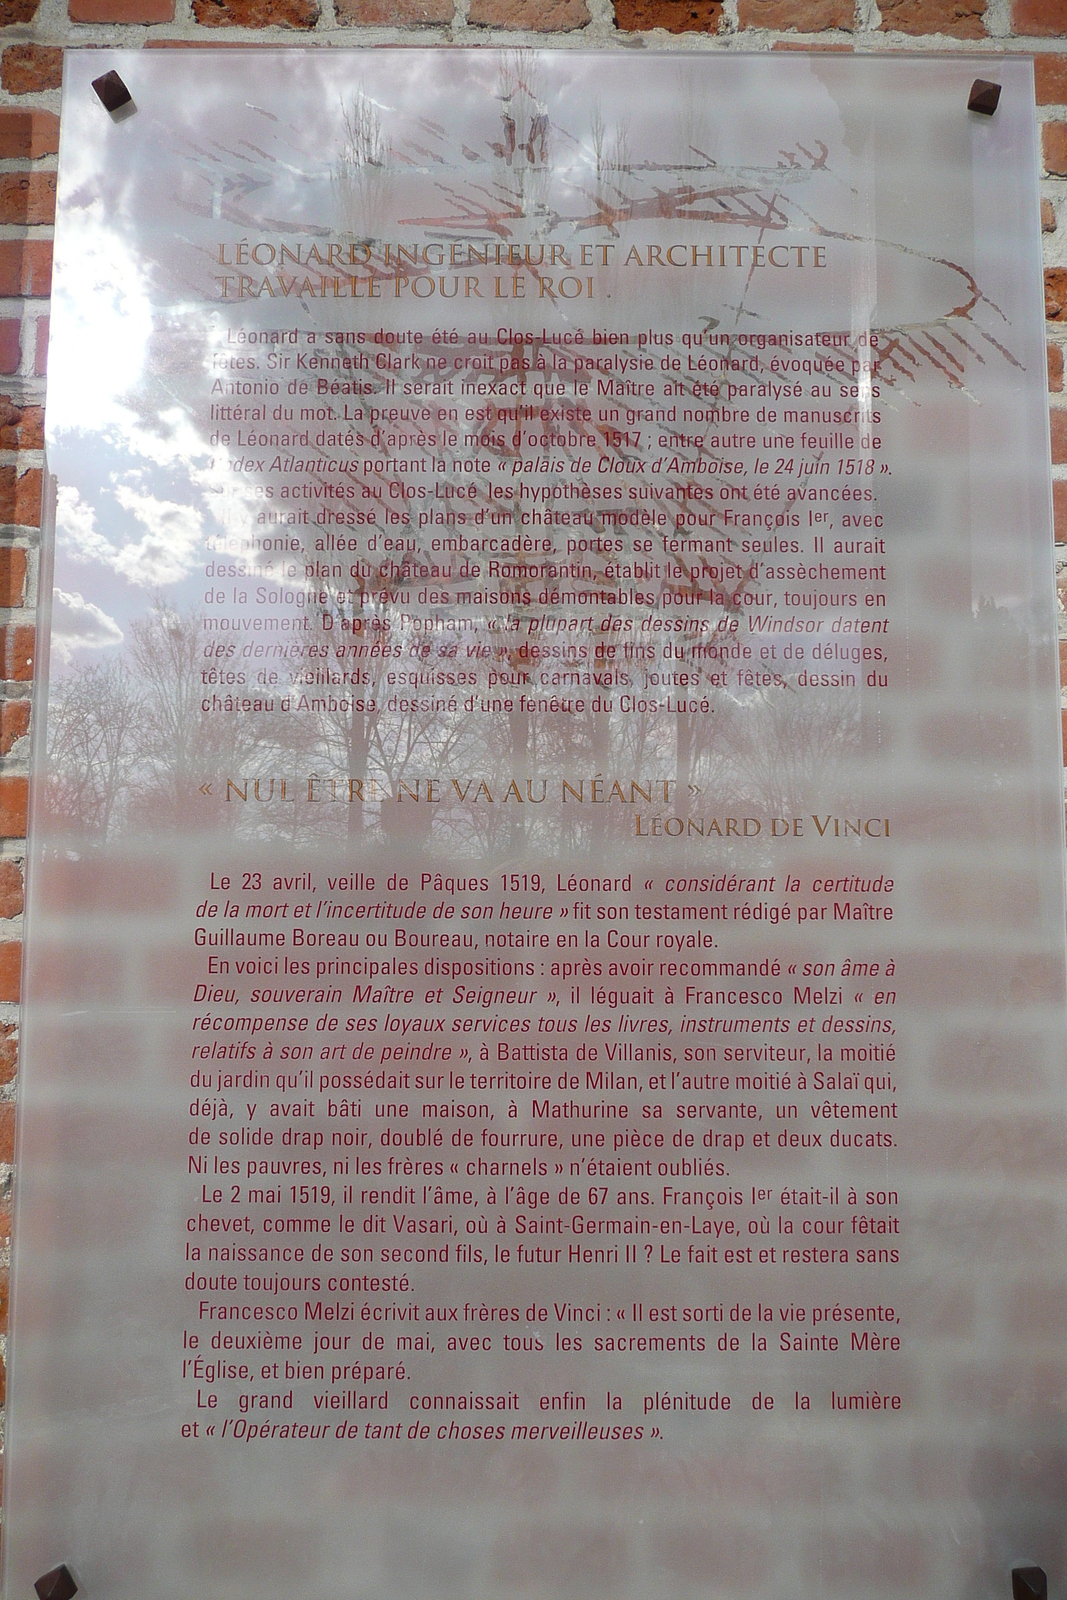 LÉONARD INGÉNIEUR ET ARCHITECTE
TRAVAILLE POUR LE ROI .
Léonard a sans doute été au Clos-Lucé bien plus qu'un organisateur de
fêtes. Sir Kenneth Clark ne croit pas à la paralysie de Léonard, évoquée par
Antonio de Béatis. Il serait inexact que le Maître ait été paralysé au sens
littéral du mot. La preuve en est qu'il existe un grand nombre de manuscrits
de Léonard datés d'après le mois d'octobre 1517 ; entre autre une feuille de
Codex Atlanticus portant la note « palais de Cloux d'Amboise, le 24 juin 1518 ».
Sur ses activités au Clos-Lucé les hypothèses suivantes ont été avancées.
Il y aurait dressé les plans d'un château modèle pour François Ier, avec
téléphonie, allée d'eau, embarcadère, portes se fermant seules. Il aurait
dessiné le plan du château de Romorantin, établit le projet d'assèchement
de la Sologne et prévu des maisons démontables pour la cour, toujours en
mouvement. D'après Popham, « la plupart des dessins de Windsor datent
des dernières années de sa vie », dessins de fins du monde et de déluges,
têtes de vieillards, esquisses pour carnavals, joutes et fêtes, dessin du
château d'Amboise, dessiné d'une fenêtre du Clos-Lucé.
« NUL ÊTRE NE VA AU NÉANT »
LÉONARD DE VINCI
Le 23 avril, veille de Pâques 1519, Léonard « considérant la certitude
de la mort et l'incertitude de son heure » fit son testament rédigé par Maître
Guillaume Boreau ou Boureau, notaire en la Cour royale.
En voici les principales dispositions : après avoir recommandé « son âme à
Dieu, souverain Maître et Seigneur », il léguait à Francesco Melzi « en
récompense de ses loyaux services tous les livres, instruments et dessins,
relatifs à son art de peindre », à Battista de Villanis, son serviteur, la moitié
du jardin qu'il possédait sur le territoire de Milan, et l'autre moitié à Salaï qui,
déjà, y avait bâti une maison, à Mathurine sa servante, un vêtement
de solide drap noir, doublé de fourrure, une pièce de drap et deux ducats.
Ni les pauvres, ni les frères « charnels » n'étaient oubliés.
Le 2 mai 1519, il rendit l'âme, à l'âge de 67 ans. François Ier était-il à son
chevet, comme le dit Vasari, où à Saint-Germain-en-Laye, où la cour fêtait
la naissance de son second fils, le futur Henri II ? Le fait est et restera sans
doute toujours contesté.
Francesco Melzi écrivit aux frères de Vinci : « Il est sorti de la vie présente,
le deuxième jour de mai, avec tous les sacrements de la Sainte Mère
l'Église, et bien préparé.
Le grand vieillard connaissait enfin la plénitude de la lumière
et « l'Opérateur de tant de choses merveilleuses ».